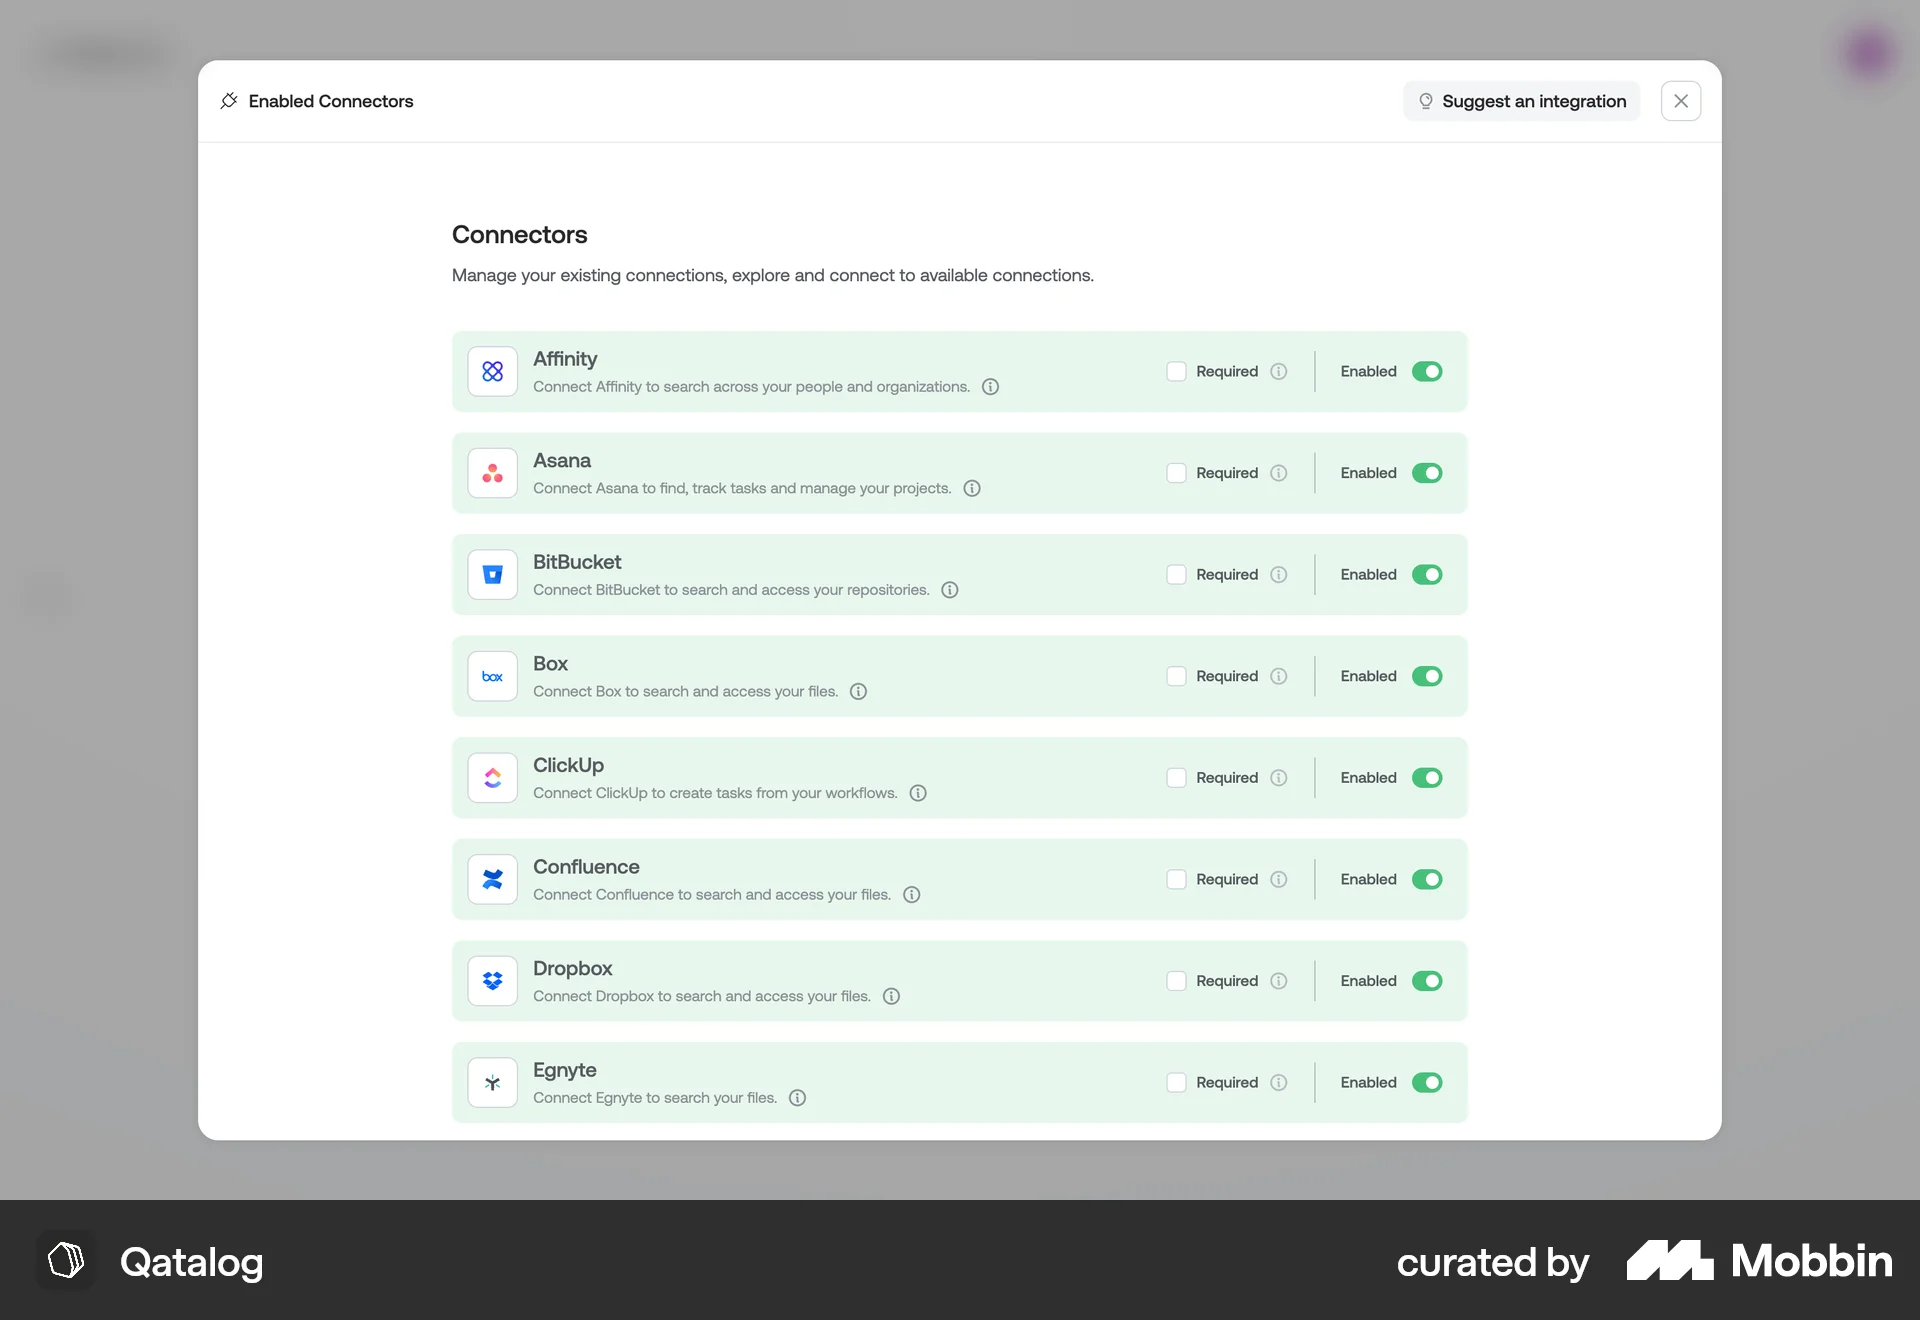 Enabled Connectors
Suggest an integration
Connectors
Manage your existing connections, explore and connect to available connections.
Affinity
Connect Affinity to search across your people and organizations.
Required
Enabled
Asana
Connect Asana to find, track tasks and manage your projects.
Required
Enabled
BitBucket
Connect BitBucket to search and access your repositories.
Required
Enabled
box
Box
Connect Box to search and access your files.
Required
Enabled
ClickUp
Connect ClickUp to create tasks from your workflows.
Required
Enabled
Confluence
Connect Confluence to search and access your files.
Required
Enabled
Dropbox
Connect Dropbox to search and access your files.
Required
Enabled
Egnyte
Connect Egnyte to search your files.
Required
Enabled
Qatalog
curated by
Mobbin